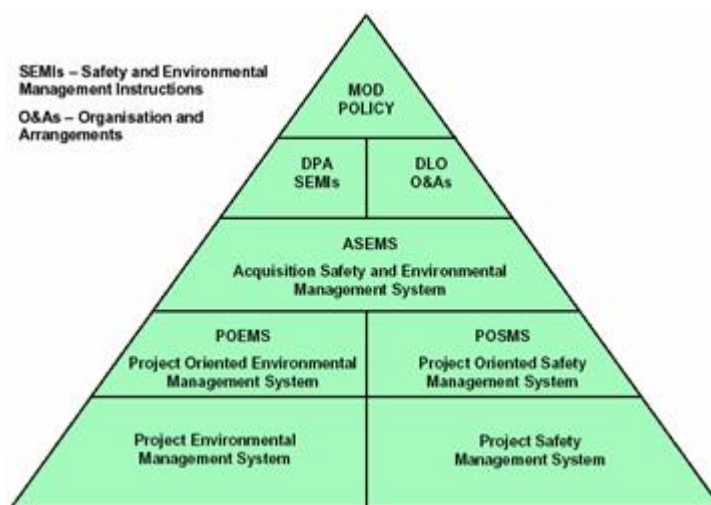 SEMIs – Safety and Environmental
Management Instructions
O&As – Organisation and
Arrangements
MOD
POLICY
DPA
SEMIs
DLO
O&As
ASEMS
Acquisition Safety and Environmental
Management System
POEMS
Project Oriented Environmental
Management System
POSMS
Project Oriented Safety
Management System
Project Environmental
Management System
Project Safety
Management System